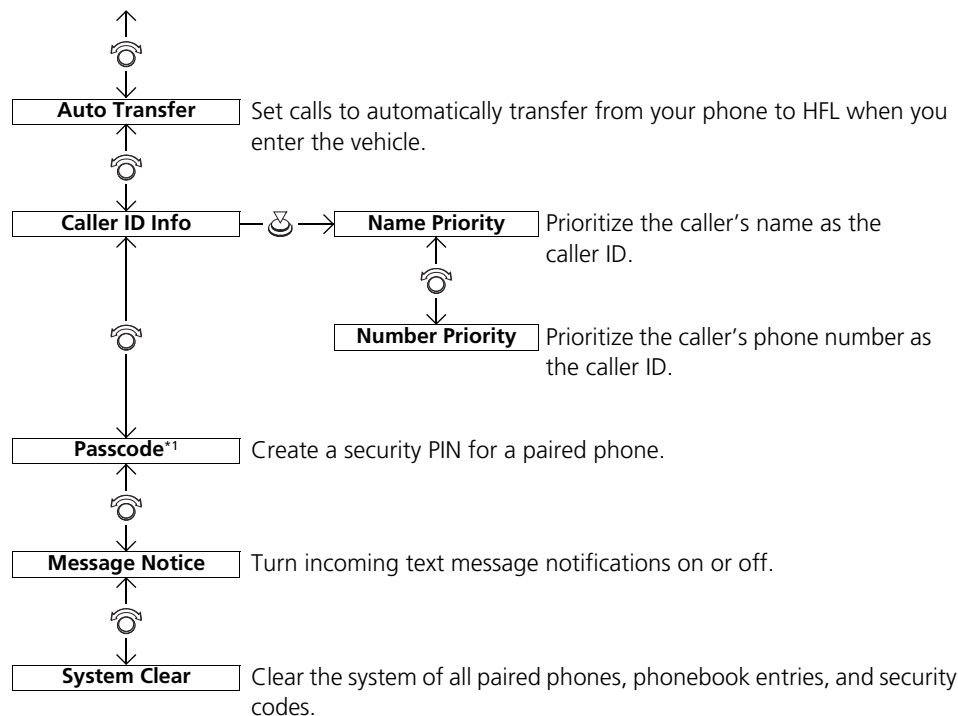 Auto Transfer
Set calls to automatically transfer from your phone to HFL when you
enter the vehicle.
Caller ID Info
Name Priority
Prioritize the caller's name as the
caller ID.
Number Priority
Prioritize the caller's phone number as
the caller ID.
Passcode*1
Create a security PIN for a paired phone.
Message Notice
Turn incoming text message notifications on or off.
System Clear
Clear the system of all paired phones, phonebook entries, and security
codes.